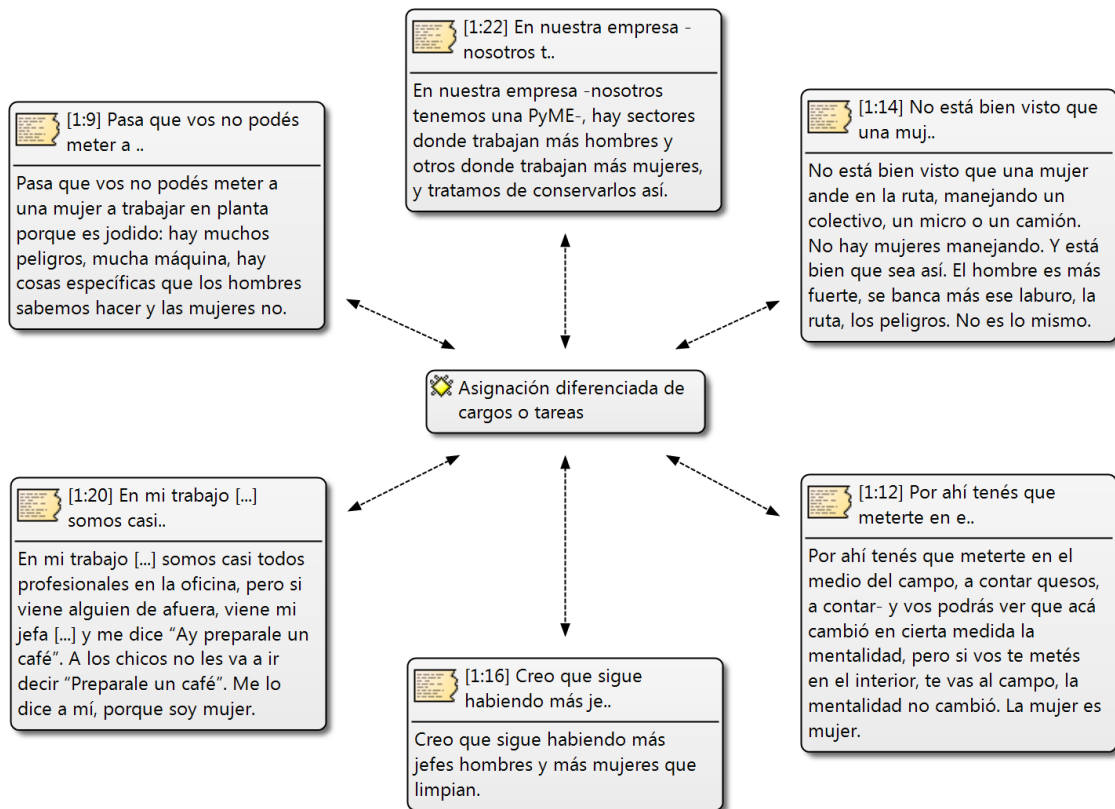 [1:22] En nuestra empresa -
nosotros t..
En nuestra empresa -nosotros
tenemos una PyME-, hay sectores
donde trabajan más hombres y
otros donde trabajan más mujeres,
y tratamos de conservarlos así.
[1:9] Pasa que vos no podés
meter a ..
Pasa que vos no podés meter a
una mujer a trabajar en planta
porque es jodido: hay muchos
peligros, mucha máquina, hay
cosas específicas que los hombres
sabemos hacer y las mujeres no.
[1:14] No está bien visto que
una muj..
No está bien visto que una mujer
ande en la ruta, manejando un
colectivo, un micro o un camión.
No hay mujeres manejando. Y está
bien que sea así. El hombre es más
fuerte, se banca más ese laburo, la
ruta, los peligros. No es lo mismo.
Asignación diferenciada de
cargos o tareas
[1:20] En mi trabajo [...]
somos casi..
En mi trabajo [...] somos casi todos
profesionales en la oficina, pero si
viene alguien de afuera, viene mi
jefa [...] y me dice “Ay preparale un
café”. A los chicos no les va a ir
decir “Preparale un café”. Me lo
dice a mí, porque soy mujer.
[1:16] Creo que sigue
habiendo más je..
Creo que sigue habiendo más
jefes hombres y más mujeres que
limpian.
[1:12] Por ahí tenés que
meterte en e..
Por ahí tenés que meterte en el
medio del campo, a contar quesos,
a contar- y vos podrás ver que acá
cambió en cierta medida la
mentalidad, pero si vos te metés
en el interior, te vas al campo, la
mentalidad no cambió. La mujer es
mujer.